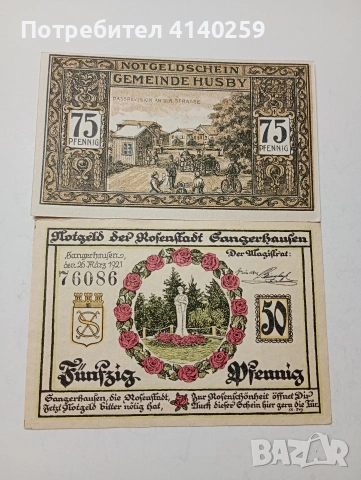 Потребител 4140259
NOTGELDSCHEIN
GEMEINDE HUSBY
75
PFENNIG
75
PFENNIG
Notgeld der Rosenstadt Sangerhausen
Sangerhausen
den 26 März 1921
76086
Der Magistrat:
50
Fünfzig Pfennig
Sangerhausen, die Rosenstadt,
Jetzt Notgeld bitter nötig hat,
Zur Rosenschönheit öffnet Dir
Auch dieser Schein hier gern die Tür.
BAZAR